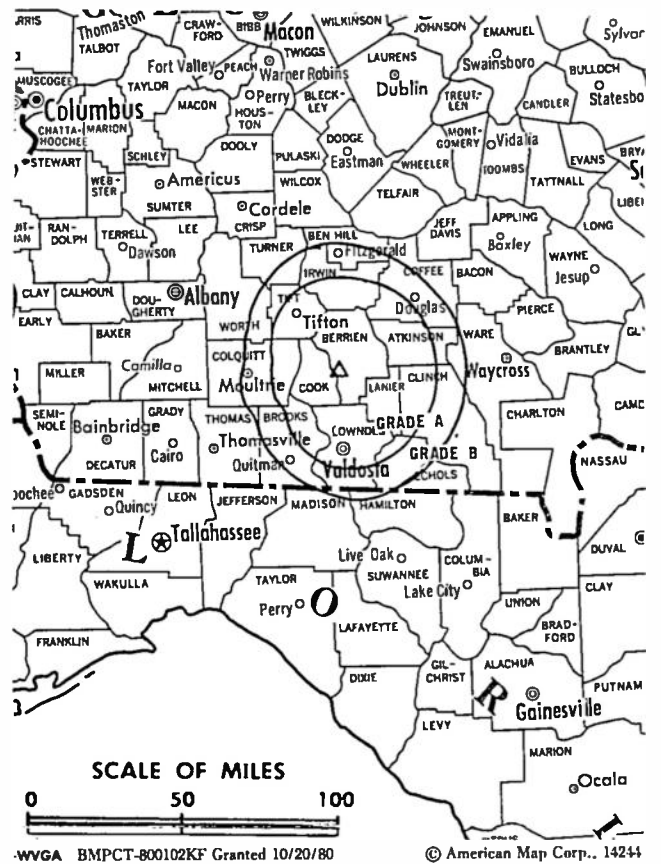 Thomaston
CRAW-
FORD
BIBB
Macon
WILKINSON
JOHNSON
EMANUEL
TALBOT
TWIGGS
LAURENS
Swainsboro
Fort Valley
PEACH
Warner Robins
BULLOCH
MUSCOGEE
TAYLOR
Perry
BLECK-
LEY
Dublin
TREUT-
LEN
CANDLER
Columbus
MACON
HOUS-
TON
CHATTA-
HOOCHEE
MARION
DODGE
MONT-
GOMERY
Vidalia
STEWART
SCHLEY
DOOLY
PULASKI
Eastman
WHEELER
TOOMBS
EVANS
WEB-
STER
Americus
WILCOX
TELFAIR
TATTNALL
SUMTER
Cordele
CRISP
JEFF
DAVIS
APPLING
LONG
RAN-
DOLPH
TERRELL
LEE
TURNER
BEN HILL
Baxley
Dawson
Fitzgerald
WAYNE
IRWIN
COFFEE
BACON
Jesup
CLAY
CALHOUN
DOU-
GHERTY
Albany
TIFT
Douglas
PIERCE
EARLY
WORTH
Tifton
BAKER
BERRIEN
ATKINSON
WARE
COLQUITT
BRANTLEY
MILLER
Camilla
Moultrie
COOK
LANIER
CLINCH
Waycross
MITCHELL
SEMI-
NOLE
GRADY
THOMAS
BROOKS
CHARLTON
Bainbridge
Thomasville
LOWNDES
GRADE A
DECATUR
Cairo
Quitman
Valdosta
GRADE B
NASSAU
ECHOLS
GADSDEN
LEON
JEFFERSON
MADISON
HAMILTON
Quincy
BAKER
L
Tallahassee
LIBERTY
Live Oak
COLUM-
BIA
DUVAL
WAKULLA
TAYLOR
SUWANNEE
Lake City
CLAY
Perry
O
UNION
LAFAYETTE
BRAD-
FORD
FRANKLIN
DIXIE
GIL-
CHRIST
ALACHUA
R
PUTNAM
Gainesville
LEVY
MARION
SCALE OF MILES
Ocala
0 50 100
I
-WVGA BMPCT-800102KF Granted 10/20/80
© American Map Corp., 14244